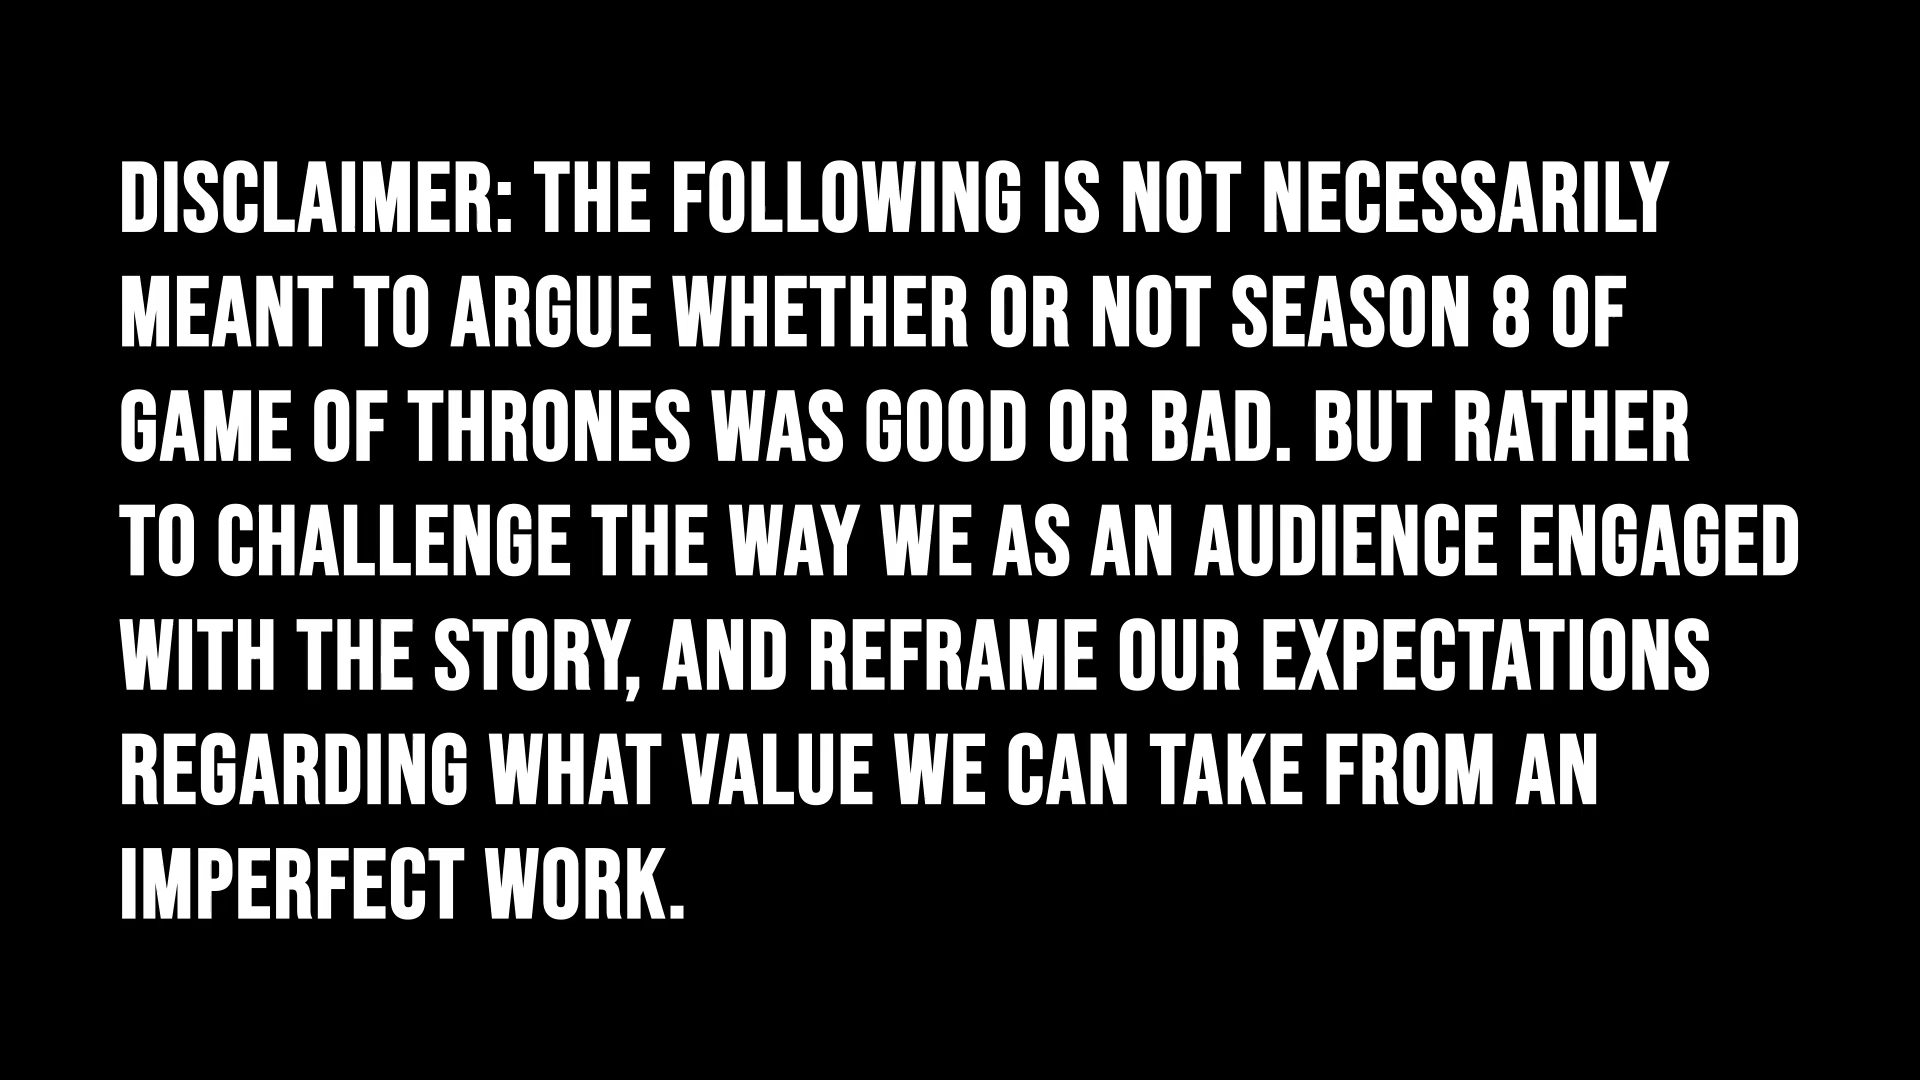 DISCLAIMER: THE FOLLOWING IS NOT NECESSARILY
MEANT TO ARGUE WHETHER OR NOT SEASON 8 OF
GAME OF THRONES WAS GOOD OR BAD. BUT RATHER
TO CHALLENGE THE WAY WE AS AN AUDIENCE ENGAGED
WITH THE STORY, AND REFRAME OUR EXPECTATIONS
REGARDING WHAT VALUE WE CAN TAKE FROM AN
IMPERFECT WORK.